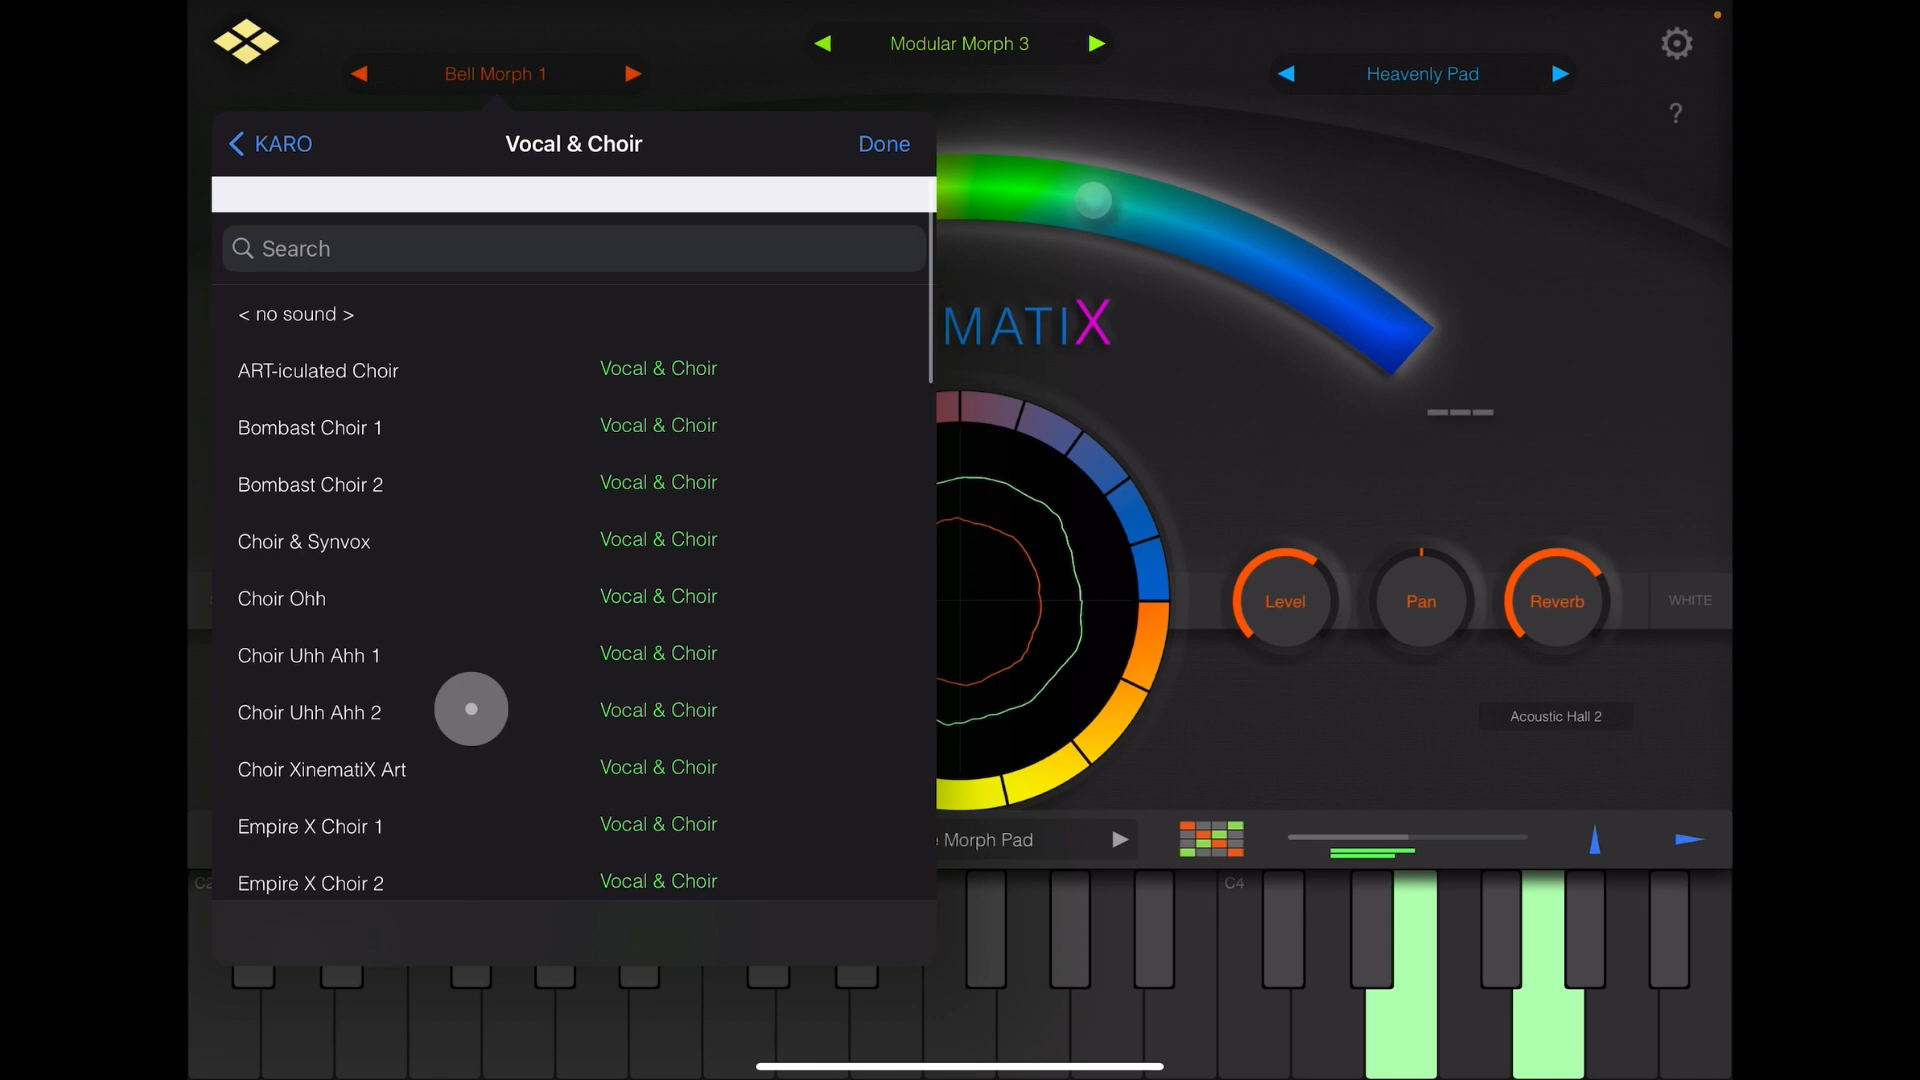 Modular Morph 3
Bell Morph 1
Heavenly Pad
?
KARO
Vocal & Choir
Done
Search
< no sound >
ART-iculated Choir Vocal & Choir
Bombast Choir 1 Vocal & Choir
Bombast Choir 2 Vocal & Choir
Choir & Synvox Vocal & Choir
Choir Ohh Vocal & Choir
Choir Uhh Ahh 1 Vocal & Choir
Choir Uhh Ahh 2 Vocal & Choir
Choir XinematiX Art Vocal & Choir
Empire X Choir 1 Vocal & Choir
Empire X Choir 2 Vocal & Choir
MATIX
Level
Pan
Reverb
WHITE
Acoustic Hall 2
Morph Pad
C2
C4